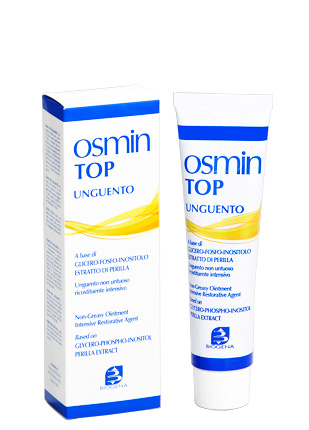 osmin
TOP
UNGUENTO
A base di
GLICERO-FOSFO-INOSITOLO
ESTRATTO DI PERILLA
Unguento non untuoso
ricostituente intensivo
Non-Greasy Ointment
Intensive Restorative Agent
Based on
GLYCERO-PHOSPHO-INOSITOL
PERILLA EXTRACT
BIOGENA
osmin
TOP
UNGUENTO
A base di
GLICERO-FOSFO-INOSITOLO
ESTRATTO DI PERILLA
Unguento non untuoso
ricostituente intensivo
Non-Greasy Ointment
Intensive Restorative Agent
Based on
GLYCERO-PHOSPHO-INOSITOL
PERILLA EXTRACT
BIOGENA